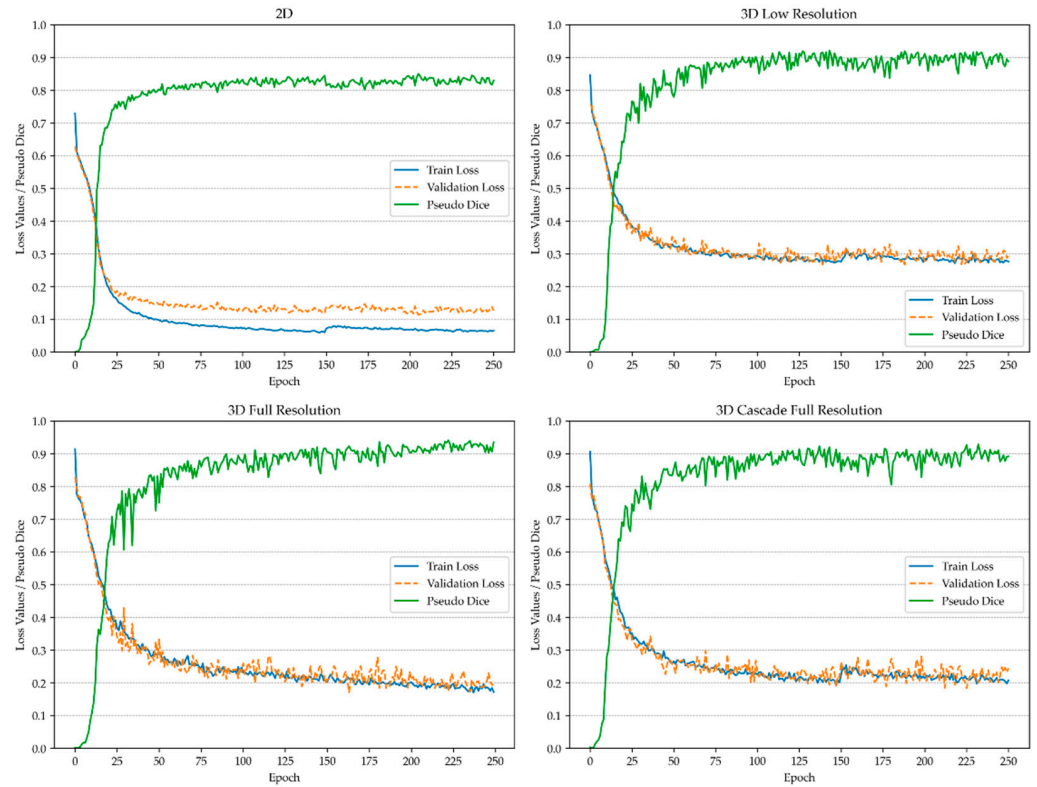 2D
1.0
0.9
0.8
0.7
0.6
0.5
0.4
0.3
0.2
0.1
0.0
Loss Values / Pseudo Dice
Train Loss
Validation Loss
Pseudo Dice
0 25 50 75 100 125 150 175 200 225 250
Epoch
3D Low Resolution
1.0
0.9
0.8
0.7
0.6
0.5
0.4
0.3
0.2
0.1
0.0
Loss Values / Pseudo Dice
Train Loss
Validation Loss
Pseudo Dice
0 25 50 75 100 125 150 175 200 225 250
Epoch
3D Full Resolution
1.0
0.9
0.8
0.7
0.6
0.5
0.4
0.3
0.2
0.1
0.0
Loss Values / Pseudo Dice
Train Loss
Validation Loss
Pseudo Dice
0 25 50 75 100 125 150 175 200 225 250
Epoch
3D Cascade Full Resolution
1.0
0.9
0.8
0.7
0.6
0.5
0.4
0.3
0.2
0.1
0.0
Loss Values / Pseudo Dice
Train Loss
Validation Loss
Pseudo Dice
0 25 50 75 100 125 150 175 200 225 250
Epoch